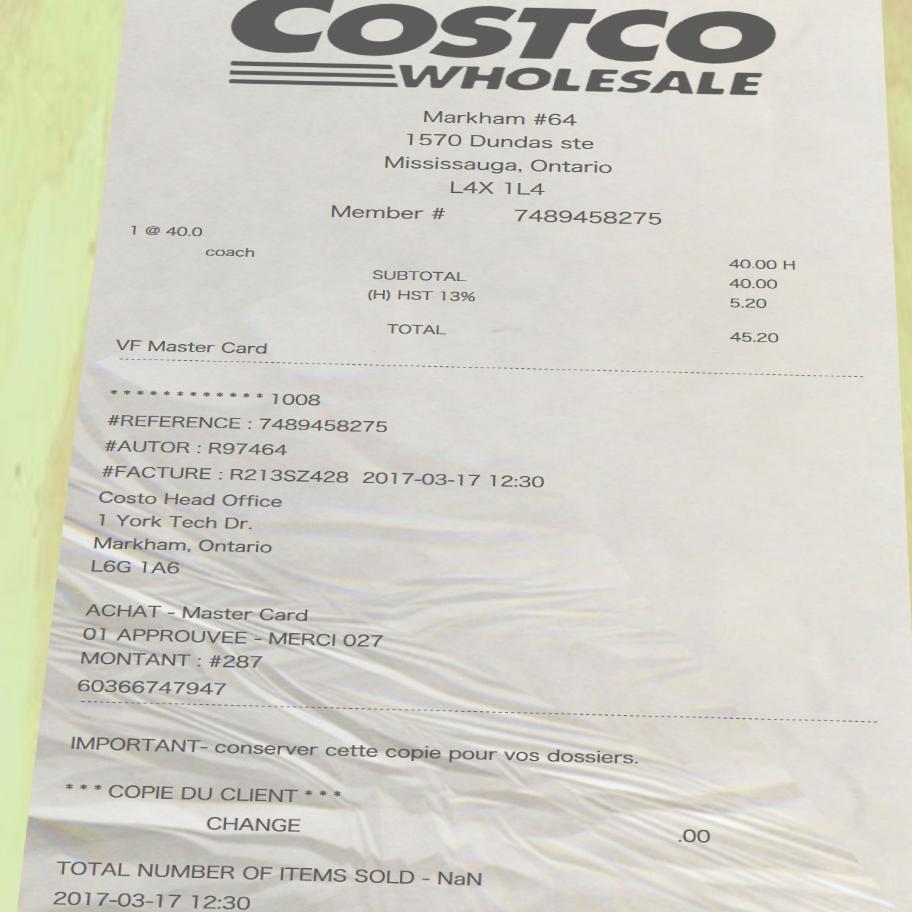 COSTCO
WHOLESALE
Markham #64
1570 Dundas ste
Mississauga, Ontario
L4X 1L4
Member # 7489458275
1 @ 40.0
coach 40.00 H
SUBTOTAL 40.00
(H) HST 13% 5.20
TOTAL 45.20
VF Master Card
* * * * * * * * * * * * 1008
#REFERENCE : 7489458275
#AUTOR : R97464
#FACTURE : R213SZ428 2017-03-17 12:30
Costo Head Office
1 York Tech Dr.
Markham, Ontario
L6G 1A6
ACHAT - Master Card
01 APPROUVEE - MERCI 027
MONTANT : #287
60366747947
IMPORTANT- conserver cette copie pour vos dossiers.
* * * COPIE DU CLIENT * * *
CHANGE .00
TOTAL NUMBER OF ITEMS SOLD - NaN
2017-03-17 12:30